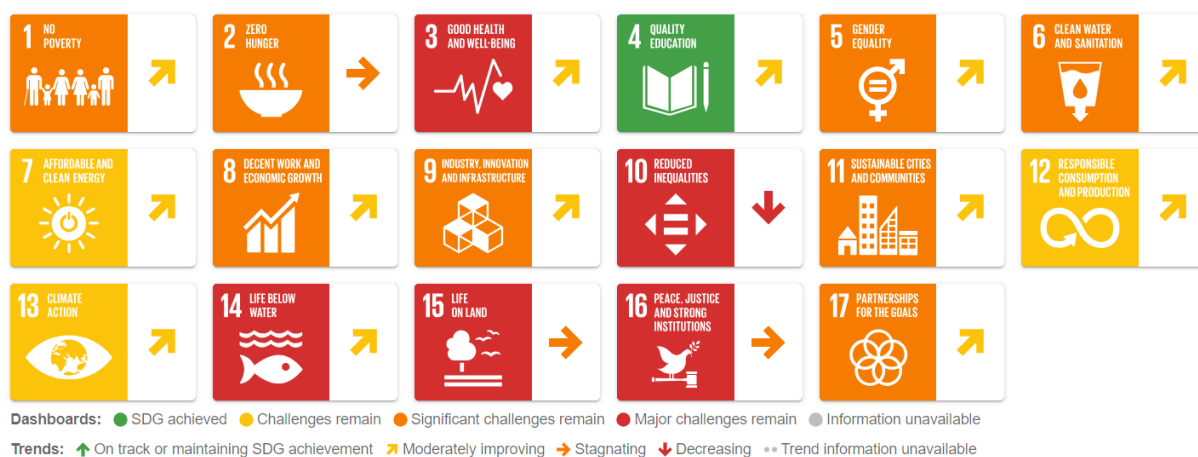 1 NO POVERTY
2 ZERO HUNGER
3 GOOD HEALTH AND WELL-BEING
4 QUALITY EDUCATION
5 GENDER EQUALITY
6 CLEAN WATER AND SANITATION
7 AFFORDABLE AND CLEAN ENERGY
8 DECENT WORK AND ECONOMIC GROWTH
9 INDUSTRY, INNOVATION AND INFRASTRUCTURE
10 REDUCED INEQUALITIES
11 SUSTAINABLE CITIES AND COMMUNITIES
12 RESPONSIBLE CONSUMPTION AND PRODUCTION
13 CLIMATE ACTION
14 LIFE BELOW WATER
15 LIFE ON LAND
16 PEACE, JUSTICE AND STRONG INSTITUTIONS
17 PARTNERSHIPS FOR THE GOALS
Dashboards: SDG achieved Challenges remain Significant challenges remain Major challenges remain Information unavailable
Trends: On track or maintaining SDG achievement Moderately improving Stagnating Decreasing Trend information unavailable